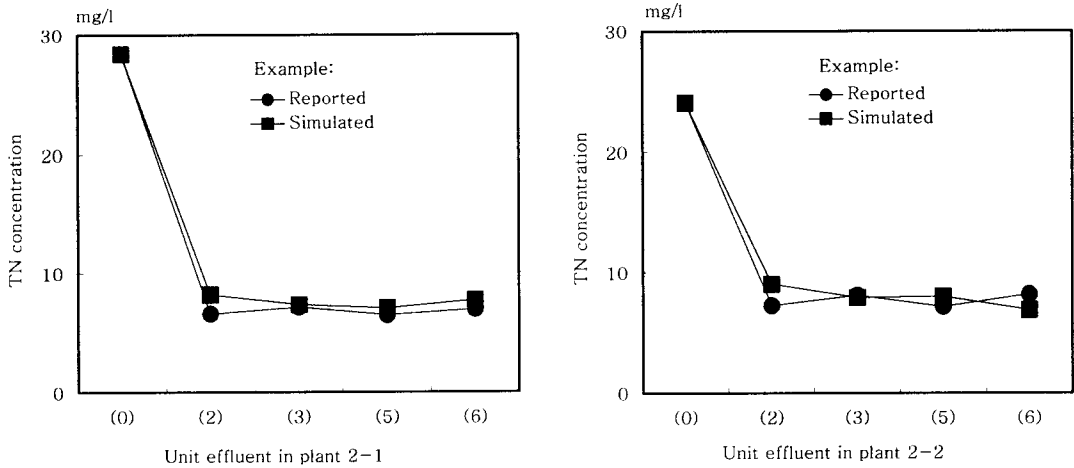 mg/l
30
20
10
0
TN concentration
Example:
Reported
Simulated
(0) (2) (3) (5) (6)
Unit effluent in plant 2-1
mg/l
30
20
10
0
TN concentration
Example:
Reported
Simulated
(0) (2) (3) (5) (6)
Unit effluent in plant 2-2